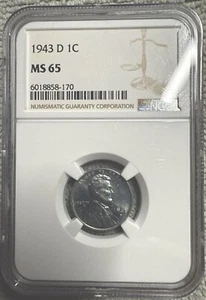 1943 D 1C
MS 65
6018858-170
NUMISMATIC GUARANTY CORPORATION